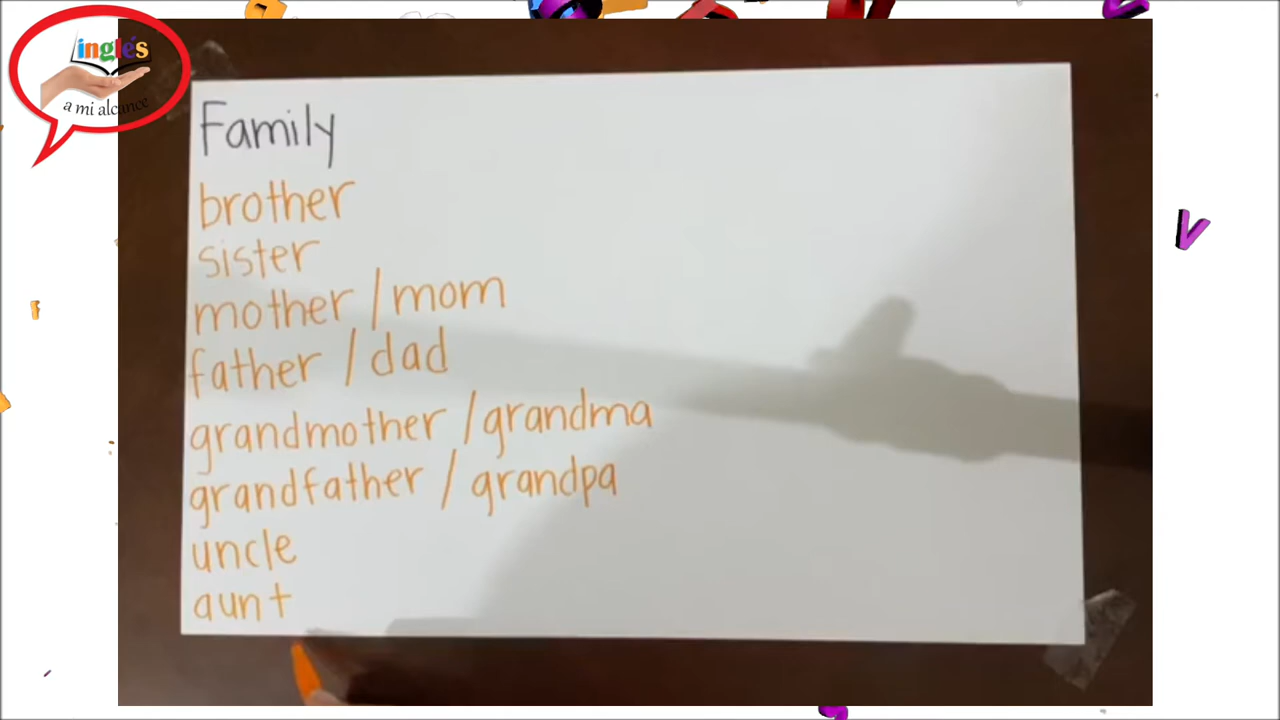 inglés
a mi alcance
Family
brother
sister
mother / mom
father / dad
grandmother / grandma
grandfather / grandpa
uncle
aunt